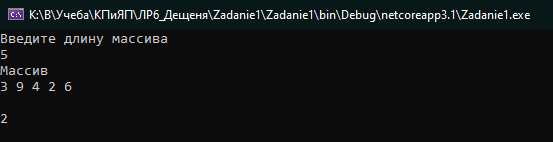 K:\В\Учеба\КПиЯП\ЛР6_Дещеня\Zadanie1\Zadanie1\bin\Debug\netcoreapp3.1\Zadanie1.exe
Введите длину массива
5
Массив
3 9 4 2 6
2